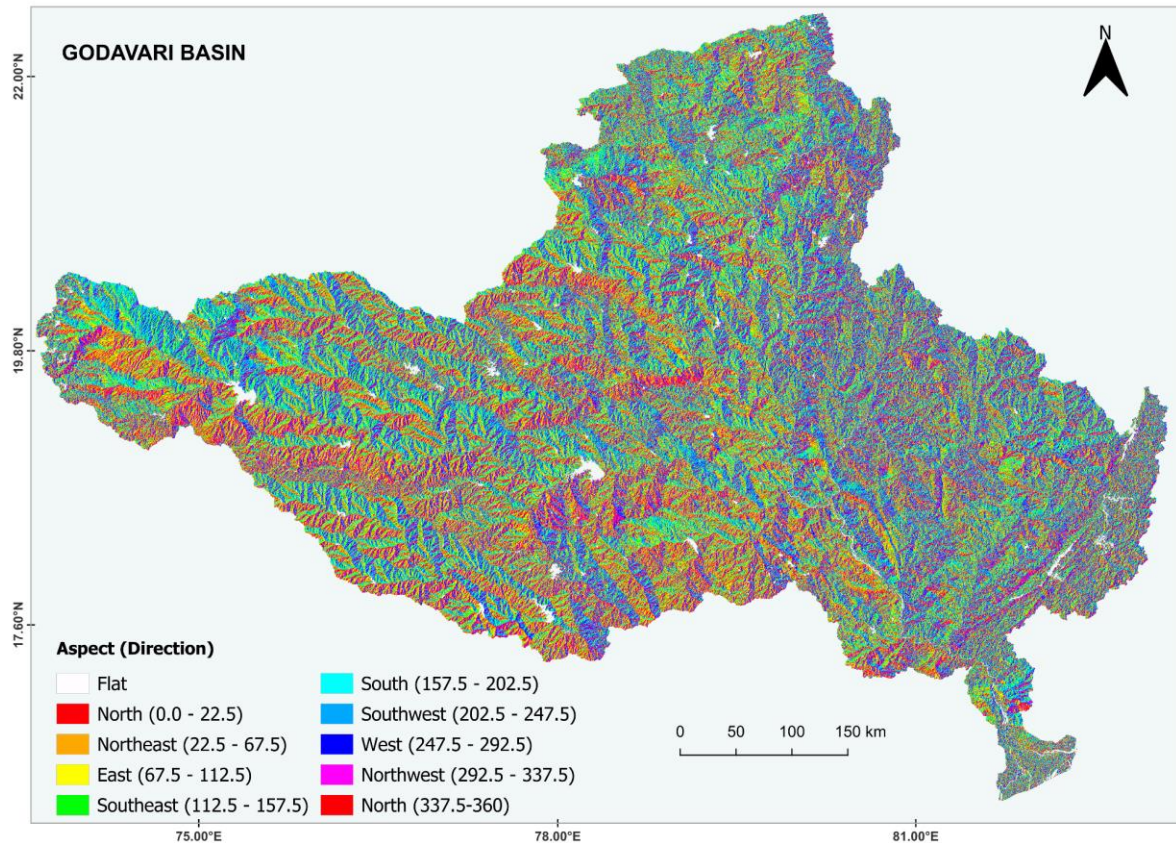 GODAVARI BASIN
N
22.00°N
19.80°N
17.60°N
Aspect (Direction)
Flat
North (0.0 - 22.5)
Northeast (22.5 - 67.5)
East (67.5 - 112.5)
Southeast (112.5 - 157.5)
South (157.5 - 202.5)
Southwest (202.5 - 247.5)
West (247.5 - 292.5)
Northwest (292.5 - 337.5)
North (337.5-360)
0 50 100 150 km
75.00°E 78.00°E 81.00°E